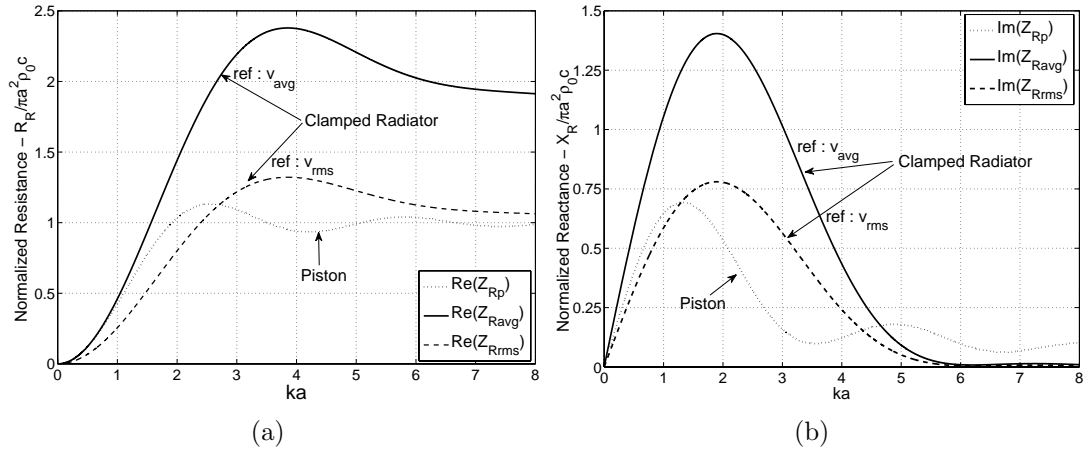 Normalized Resistance – R_R/πa²ρ₀c
2.5
2
1.5
1
0.5
0
ref : v_avg
Clamped Radiator
ref : v_rms
Piston
Re(Z_Rp)
Re(Z_Ravg)
Re(Z_Rrms)
0 1 2 3 4 5 6 7 8
ka
(a)
Normalized Reactance – X_R/πa²ρ₀c
1.5
1.25
1
0.75
0.5
0.25
0
Im(Z_Rp)
Im(Z_Ravg)
Im(Z_Rrms)
ref : v_avg
Clamped Radiator
ref : v_rms
Piston
0 1 2 3 4 5 6 7 8
ka
(b)